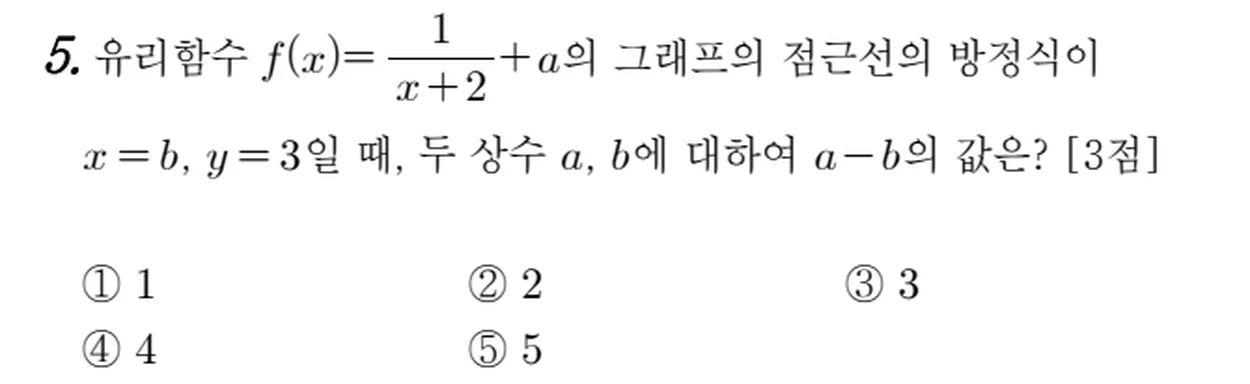 5. 유리함수 f(x)=1/(x+2)+a의 그래프의 점근선의 방정식이
x=b, y=3일 때, 두 상수 a, b에 대하여 a-b의 값은? [3점]
① 1 ② 2 ③ 3
④ 4 ⑤ 5